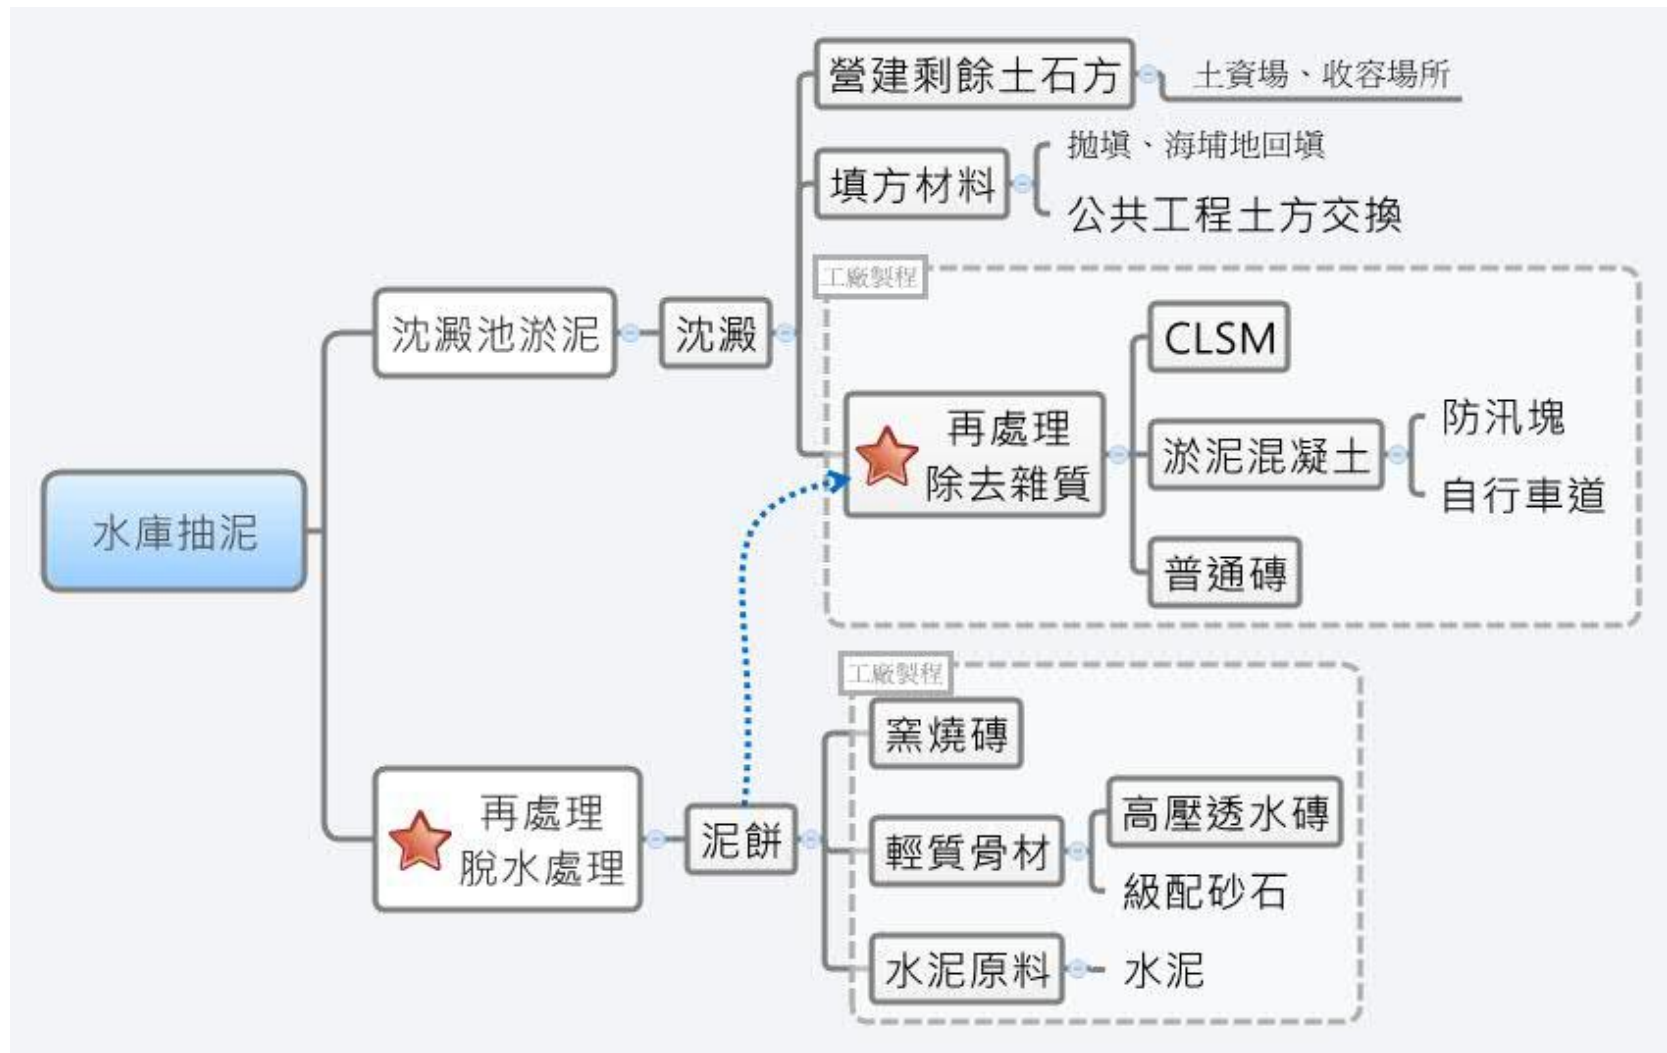 水庫抽泥
沈澱池淤泥
沈澱
營建剩餘土石方
土資場、收容場所
填方材料
拋填、海埔地回填
公共工程土方交換
工廠製程
再處理
除去雜質
CLSM
淤泥混凝土
防汛塊
自行車道
普通磚
再處理
脫水處理
泥餅
工廠製程
窯燒磚
輕質骨材
高壓透水磚
級配砂石
水泥原料
水泥